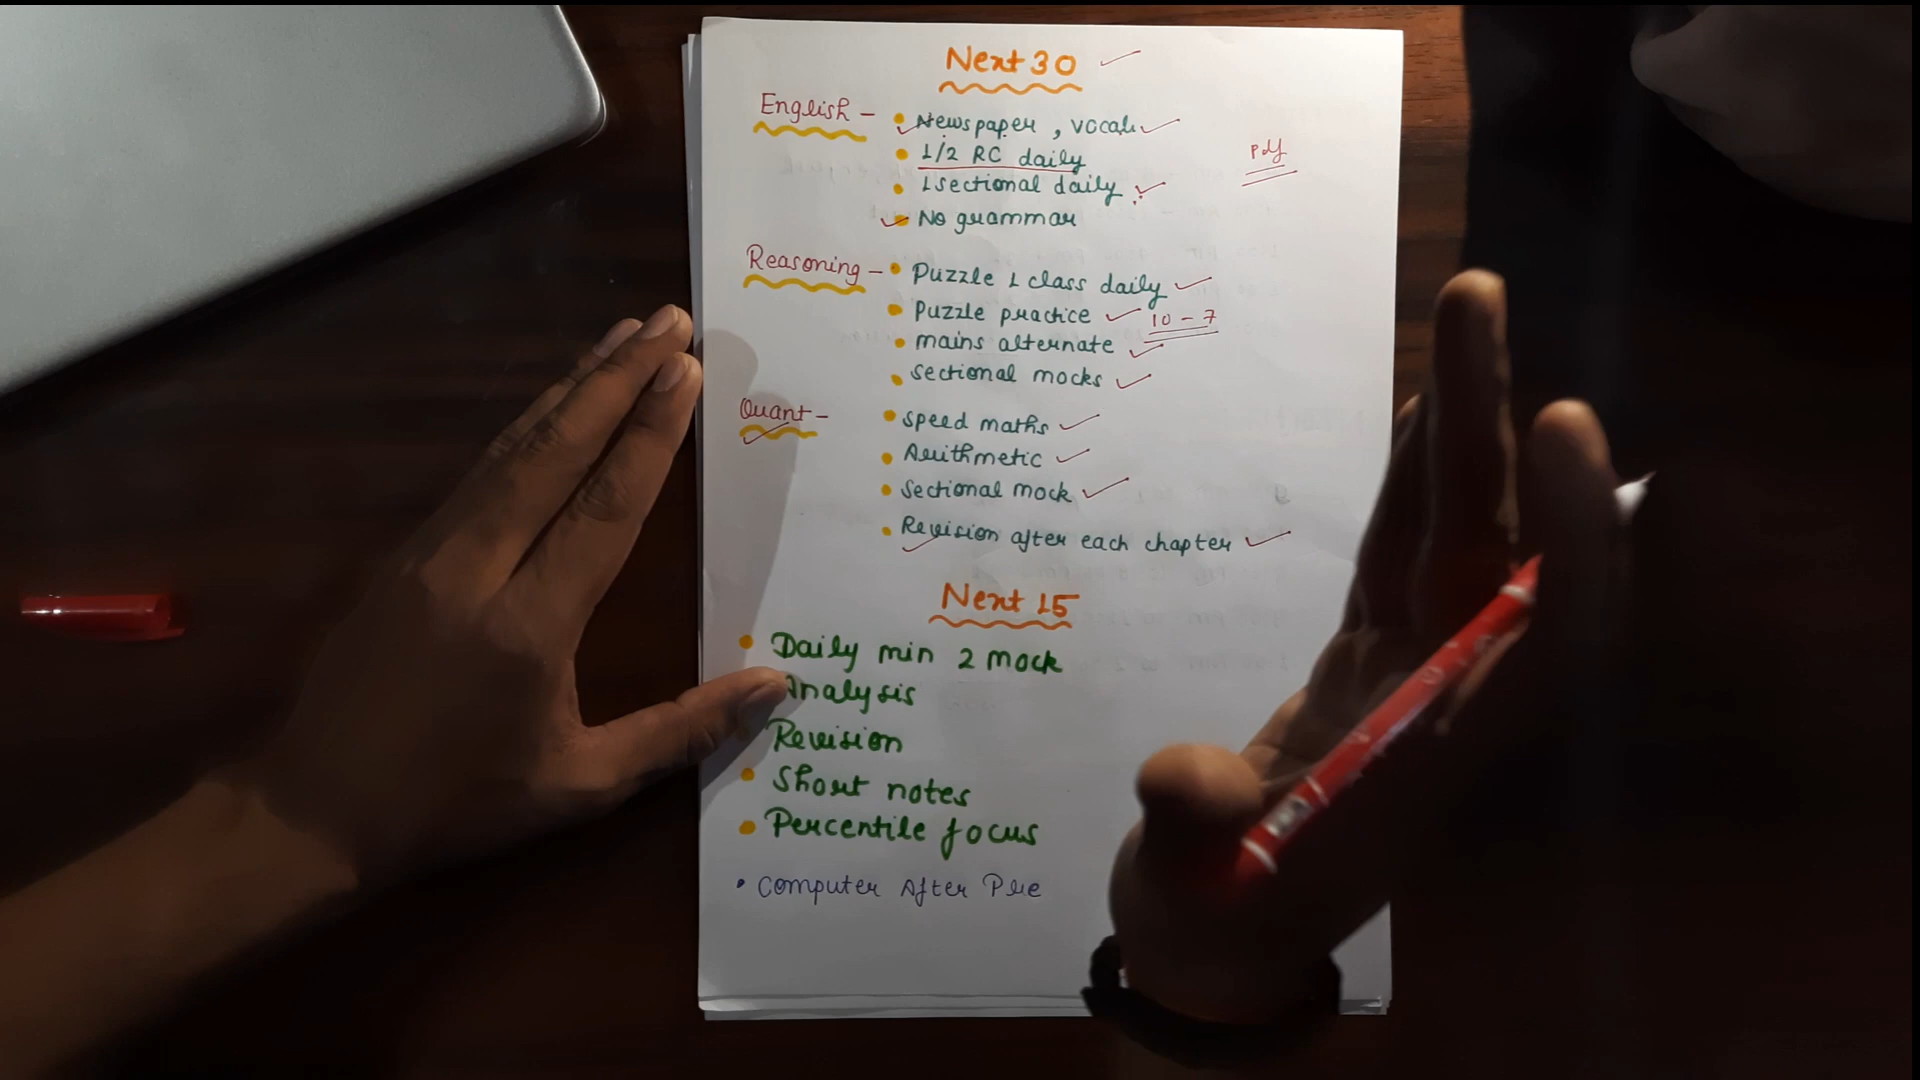 Next 30
English - • Newspaper, vocab
• 1/2 RC daily
pdf
• 1 sectional daily
• No grammar
Reasoning - • Puzzle 1 class daily
• Puzzle practice 10 - 7
• mains alternate
• sectional mocks
Quant - • speed maths
• Arithmetic
• Sectional mock
• Revision after each chapter
Next 15
• Daily min 2 mock
Analysis
Revision
• Short notes
• Percentile focus
• Computer After Pre